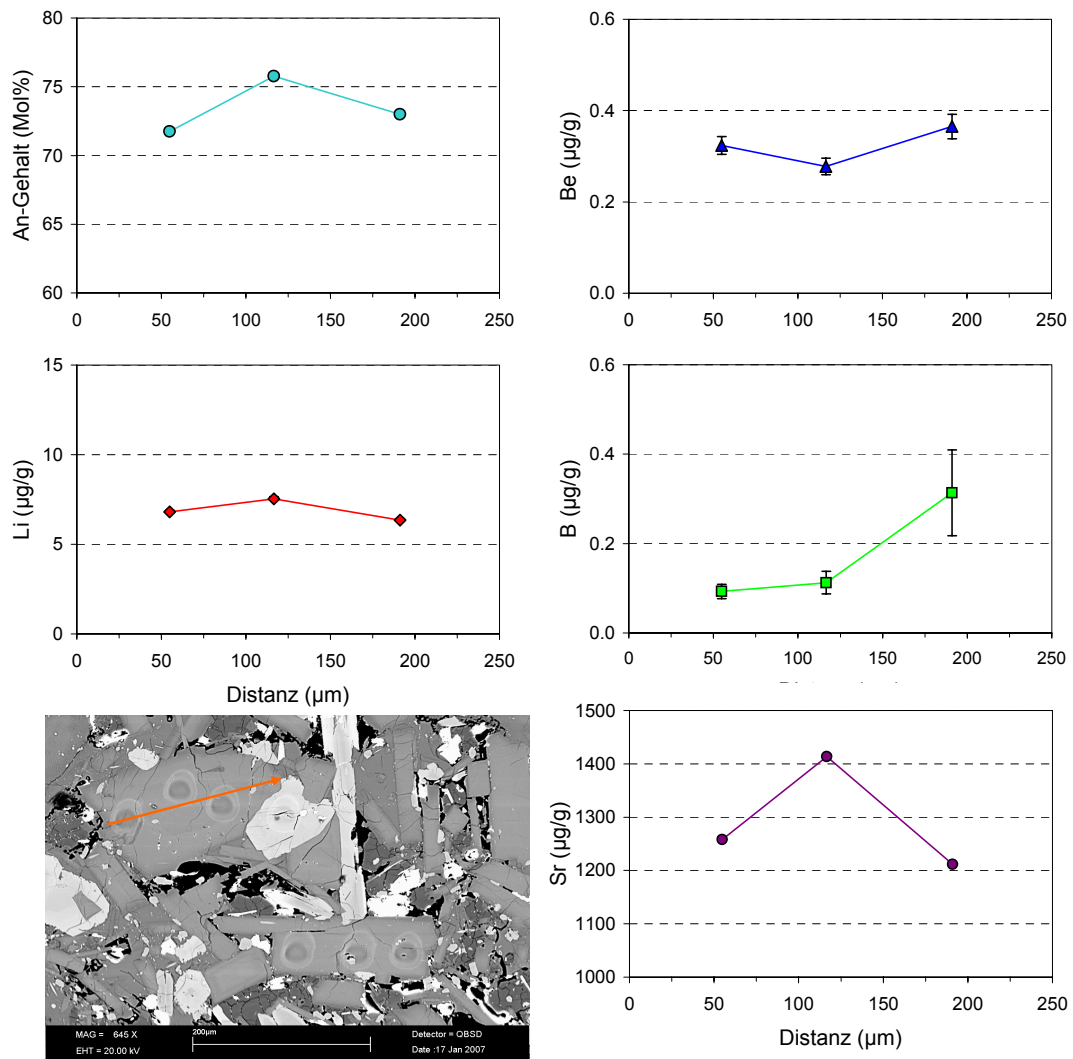 An-Gehalt (Mol%)
80
75
70
65
60
0 50 100 150 200 250
Be (µg/g)
0.6
0.4
0.2
0.0
0 50 100 150 200 250
Li (µg/g)
15
10
5
0
0 50 100 150 200 250
Distanz (µm)
B (µg/g)
0.6
0.4
0.2
0.0
0 50 100 150 200 250
MAG = 645 X
EHT = 20.00 kV
200µm
Detector = QBSD
Date :17 Jan 2007
Sr (µg/g)
1500
1400
1300
1200
1100
1000
0 50 100 150 200 250
Distanz (µm)